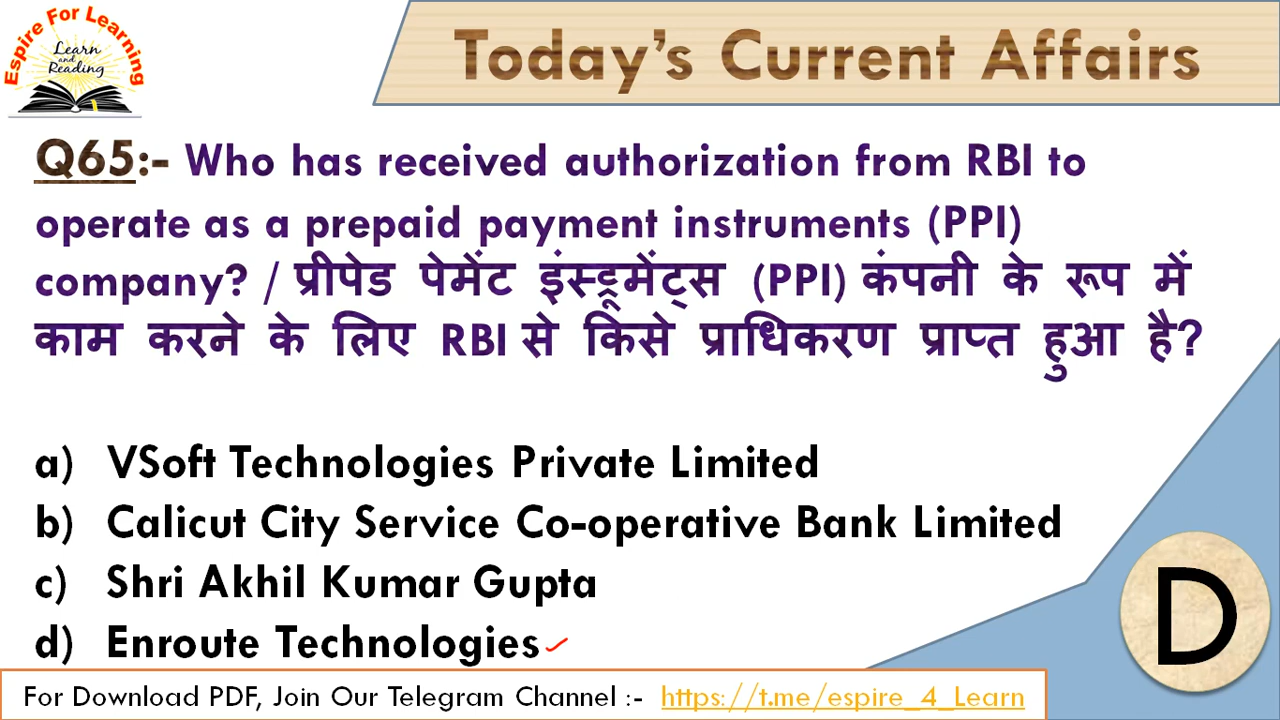 Espire For Learning
Learn
and
Reading
Today's Current Affairs
Q65:- Who has received authorization from RBI to
operate as a prepaid payment instruments (PPI)
company? / प्रीपेड पेमेंट इंस्ट्रूमेंट्स (PPI) कंपनी के रूप में
काम करने के लिए RBI से किसे प्राधिकरण प्राप्त हुआ है?
a) VSoft Technologies Private Limited
b) Calicut City Service Co-operative Bank Limited
c) Shri Akhil Kumar Gupta
d) Enroute Technologies
D
For Download PDF, Join Our Telegram Channel :- https://t.me/espire_4_Learn